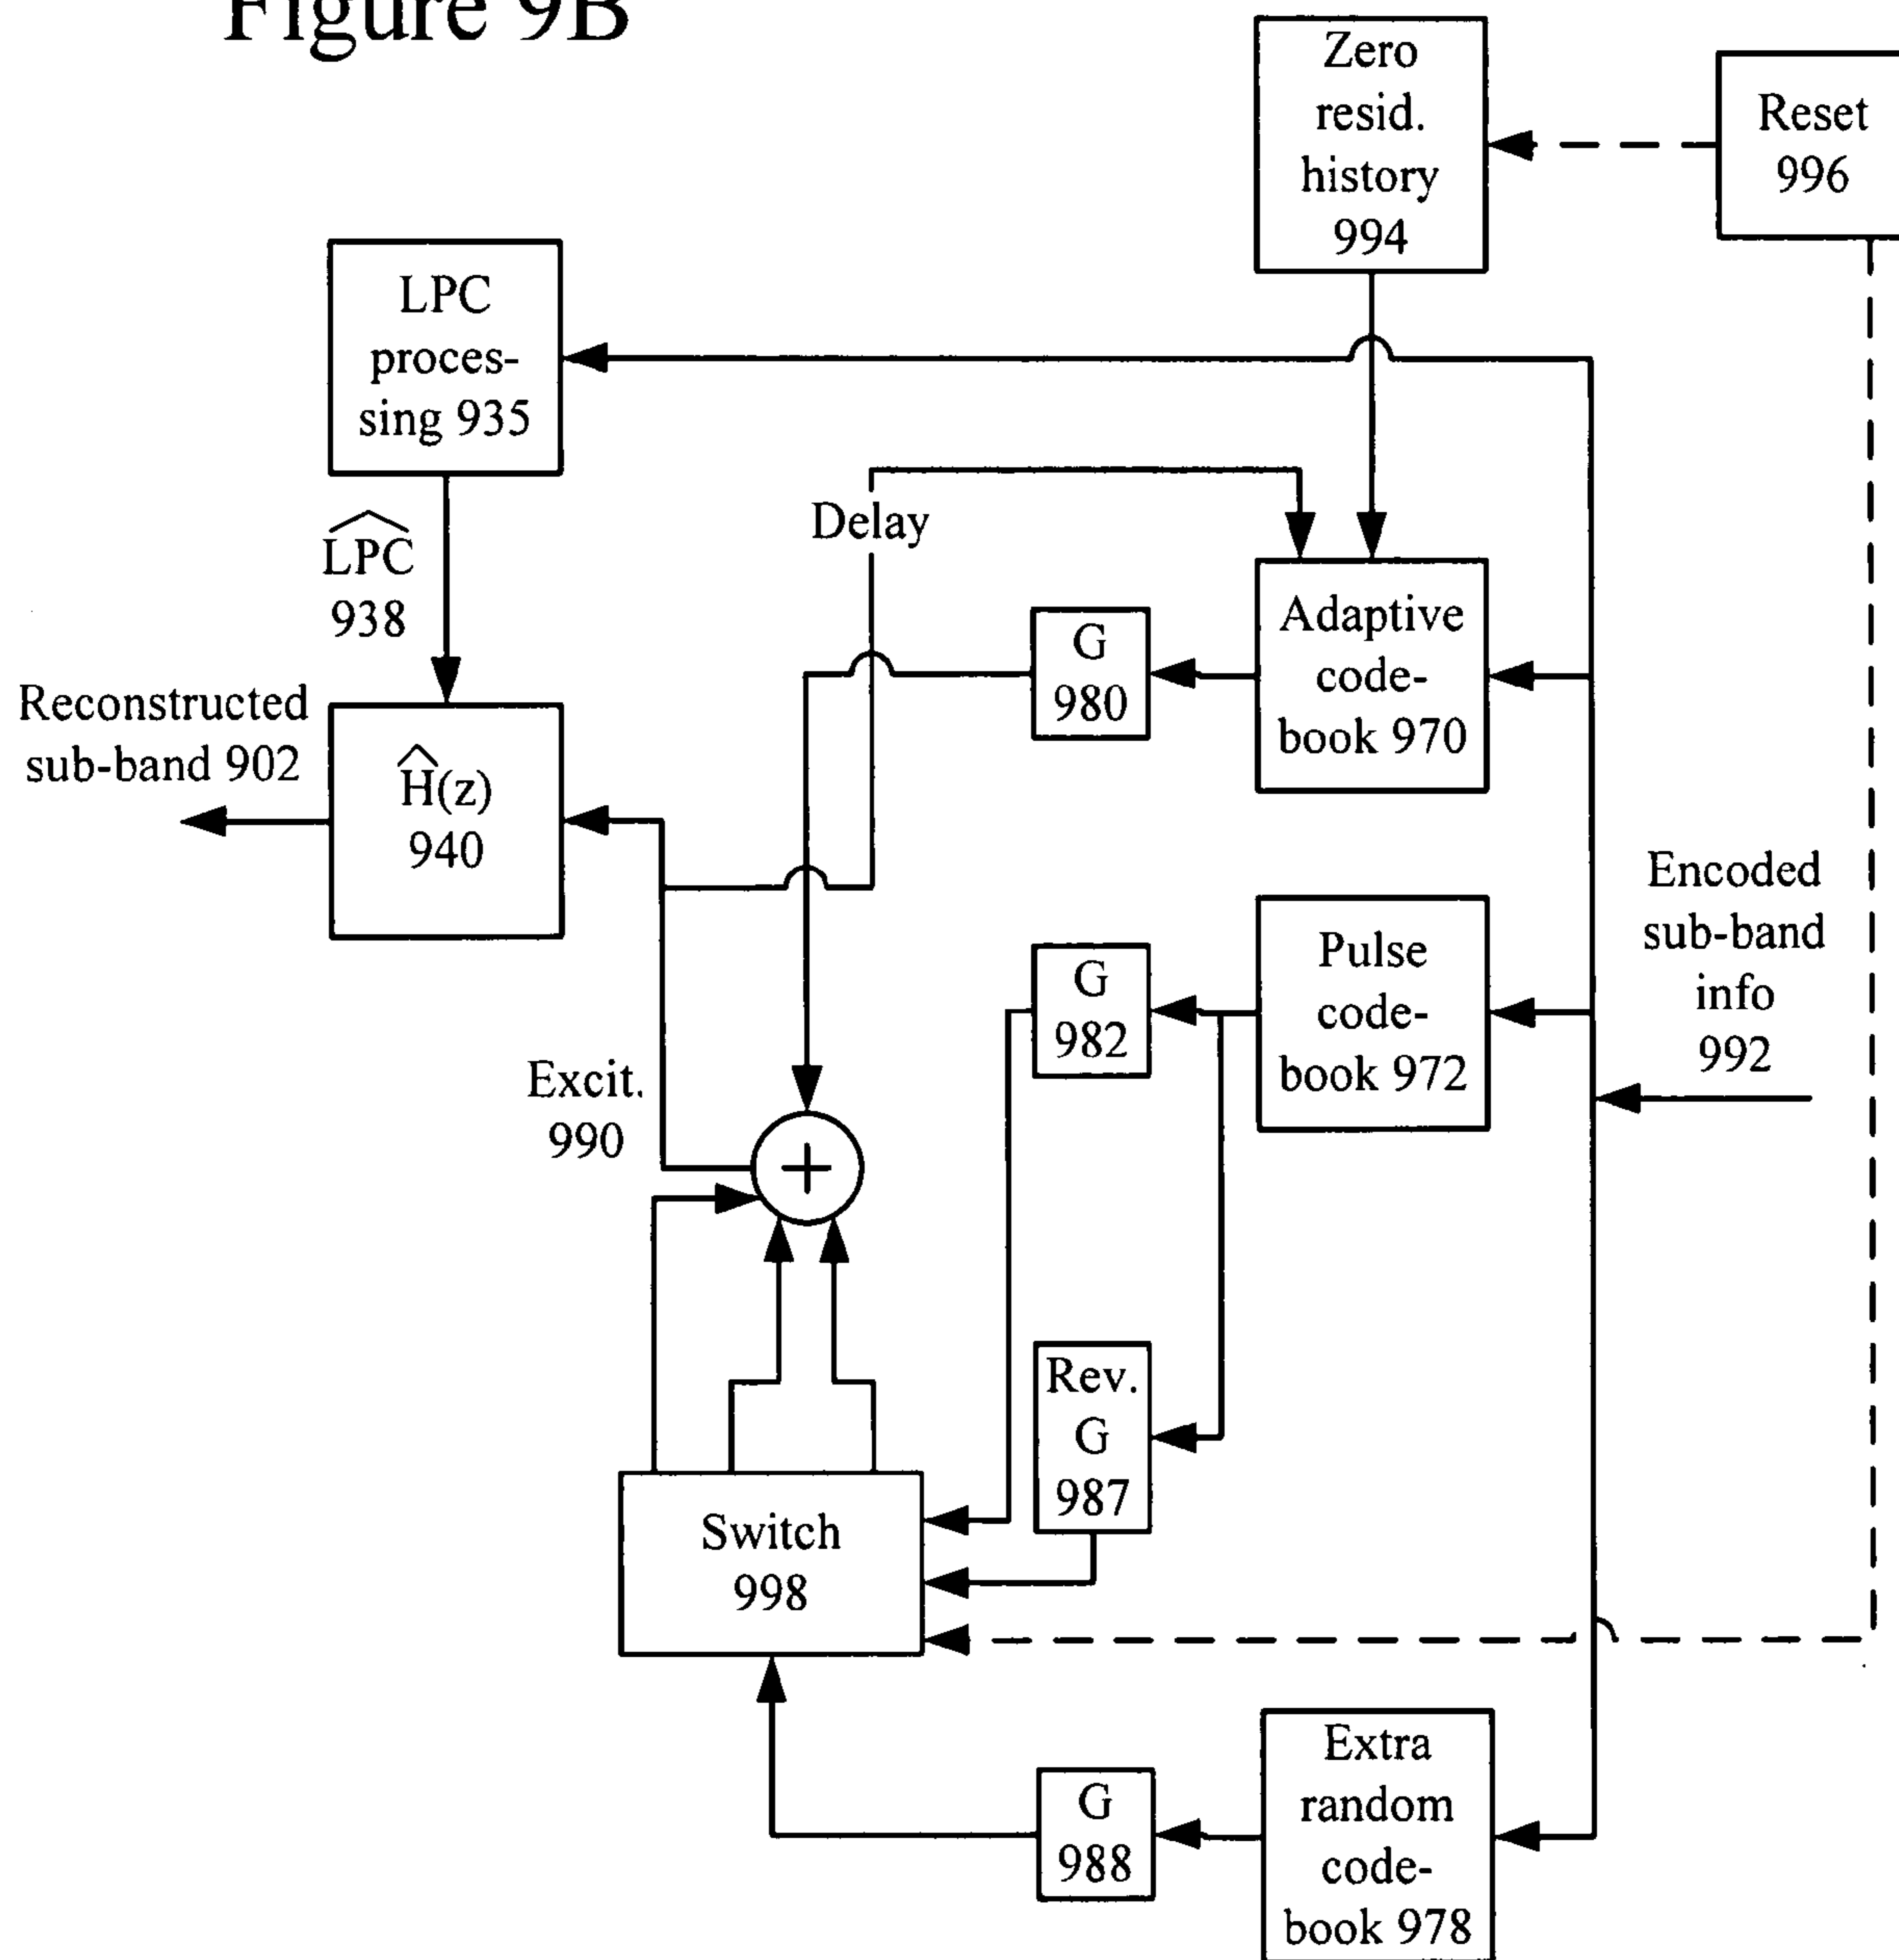 Figure 9B
Zero
resid.
history
994
Reset
996
LPC
proces-
sing 935
LPC
938
Delay
Adaptive
code-
book 970
G
980
Reconstructed
sub-band 902
Ĥ(z)
940
Encoded
sub-band
info
992
Pulse
code-
book 972
G
982
Excit.
990
+
Rev.
G
987
Switch
998
Extra
random
code-
book 978
G
988